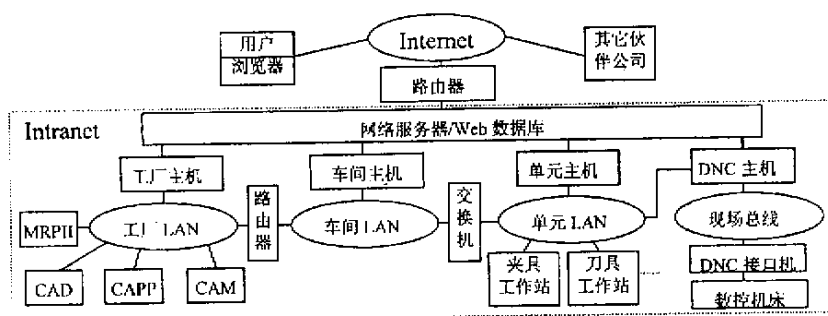 用户
浏览器
Internet
其它伙
伴公司
路由器
Intranet
网络服务器/Web 数据库
工厂主机
车间主机
单元主机
DNC 主机
路由器
交换机
MRPII
工厂 LAN
车间 LAN
单元 LAN
现场总线
夹具
工作站
刀具
工作站
DNC 接口机
CAD
CAPP
CAM
数控机床